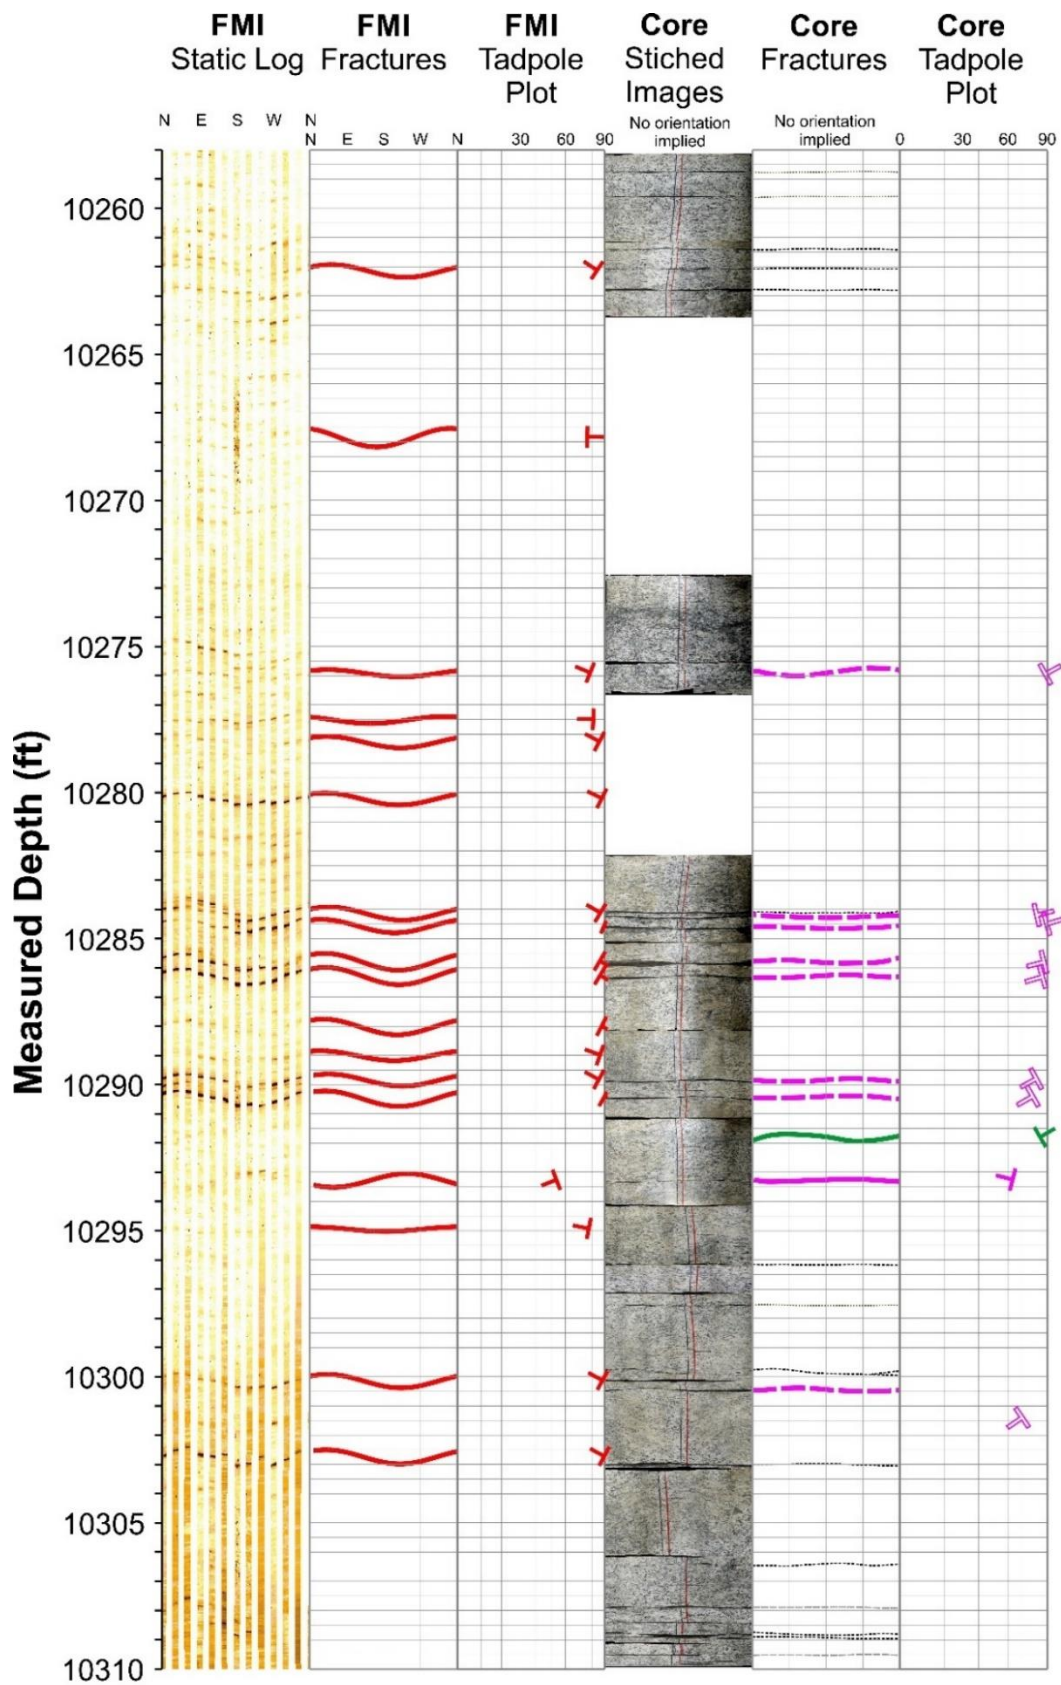 FMI
Static Log
FMI
Fractures
FMI
Tadpole
Plot
Core
Stiched
Images
Core
Fractures
Core
Tadpole
Plot
N E S W N
N E S W N
30 60 90
No orientation
implied
No orientation
implied
0 30 60 90
Measured Depth (ft)
10260
10265
10270
10275
10280
10285
10290
10295
10300
10305
10310